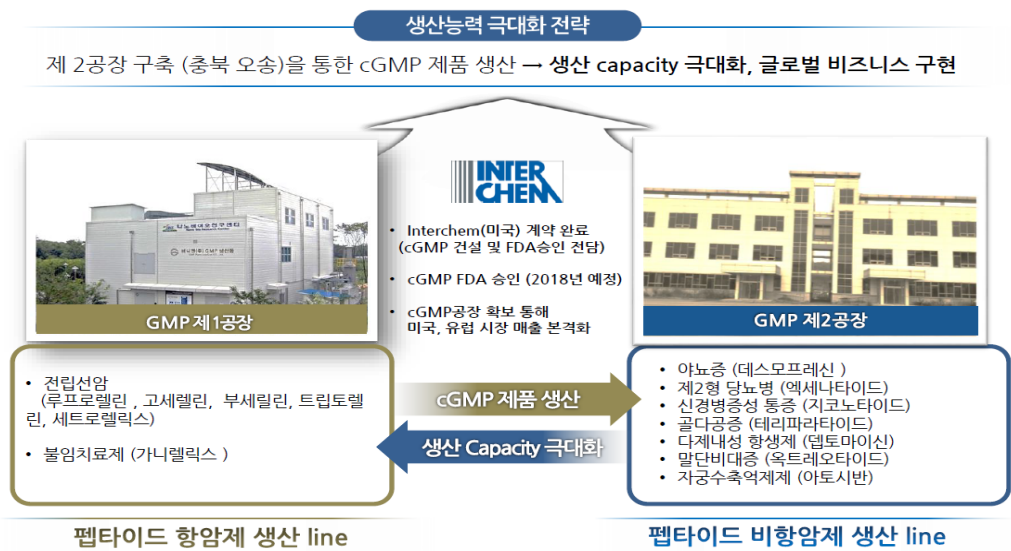 생산능력 극대화 전략
제 2공장 구축 (충북 오송)을 통한 cGMP 제품 생산 → 생산 capacity 극대화, 글로벌 비즈니스 구현
INTER
CHEM
• Interchem(미국) 계약 완료
(cGMP 건설 및 FDA승인 전담)
• cGMP FDA 승인 (2018년 예정)
• cGMP공장 확보 통해
미국, 유럽 시장 매출 본격화
GMP 제1공장
GMP 제2공장
• 전립선암
(루프로렐린 , 고세렐린, 부세릴린, 트립토렐
린, 세트로렐릭스)
• 불임치료제 (가니렐릭스 )
cGMP 제품 생산
생산 Capacity 극대화
• 야뇨증 (데스모프레신 )
• 제2형 당뇨병 (엑세나타이드)
• 신경병증성 통증 (지코노타이드)
• 골다공증 (테리파라타이드)
• 다제내성 항생제 (뎁토마이신)
• 말단비대증 (옥트레오타이드)
• 자궁수축억제제 (아토시반)
펩타이드 항암제 생산 line
펩타이드 비항암제 생산 line